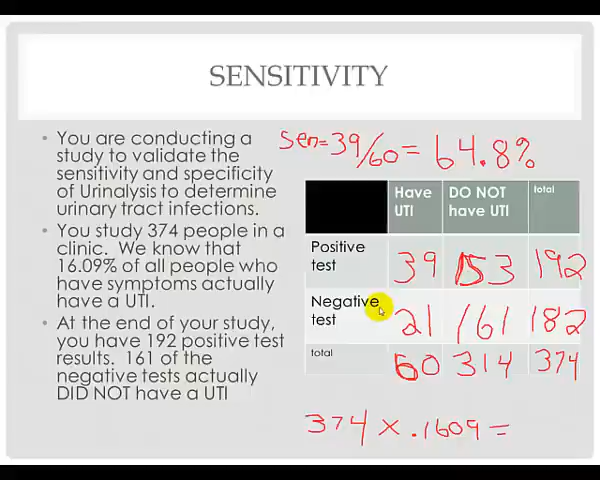 SENSITIVITY
• You are conducting a
study to validate the
sensitivity and specificity
of Urinalysis to determine
urinary tract infections.
• You study 374 people in a
clinic. We know that
16.09% of all people who
have symptoms actually
have a UTI.
• At the end of your study,
you have 192 positive test
results. 161 of the
negative tests actually
DID NOT have a UTI
Sen=39/60= 64.8%
Have UTI DO NOT have UTI total
Positive test 39 153 192
Negative test 21 161 182
total 60 314 374
374 × .1609 =